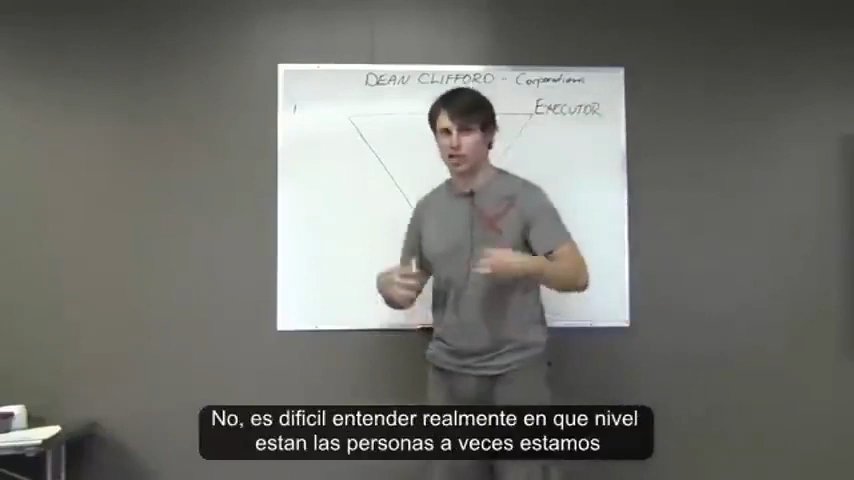 DEAN CLIFFORD - Corporations
EXECUTOR
No, es dificil entender realmente en que nivel
estan las personas a veces estamos